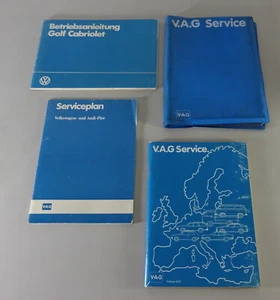 Betriebsanleitung
Golf Cabriolet
V.A.G Service
V·A·G
Serviceplan
Volkswagen- und Audi-Pkw
V·A·G
V.A.G Service.
V·A·G